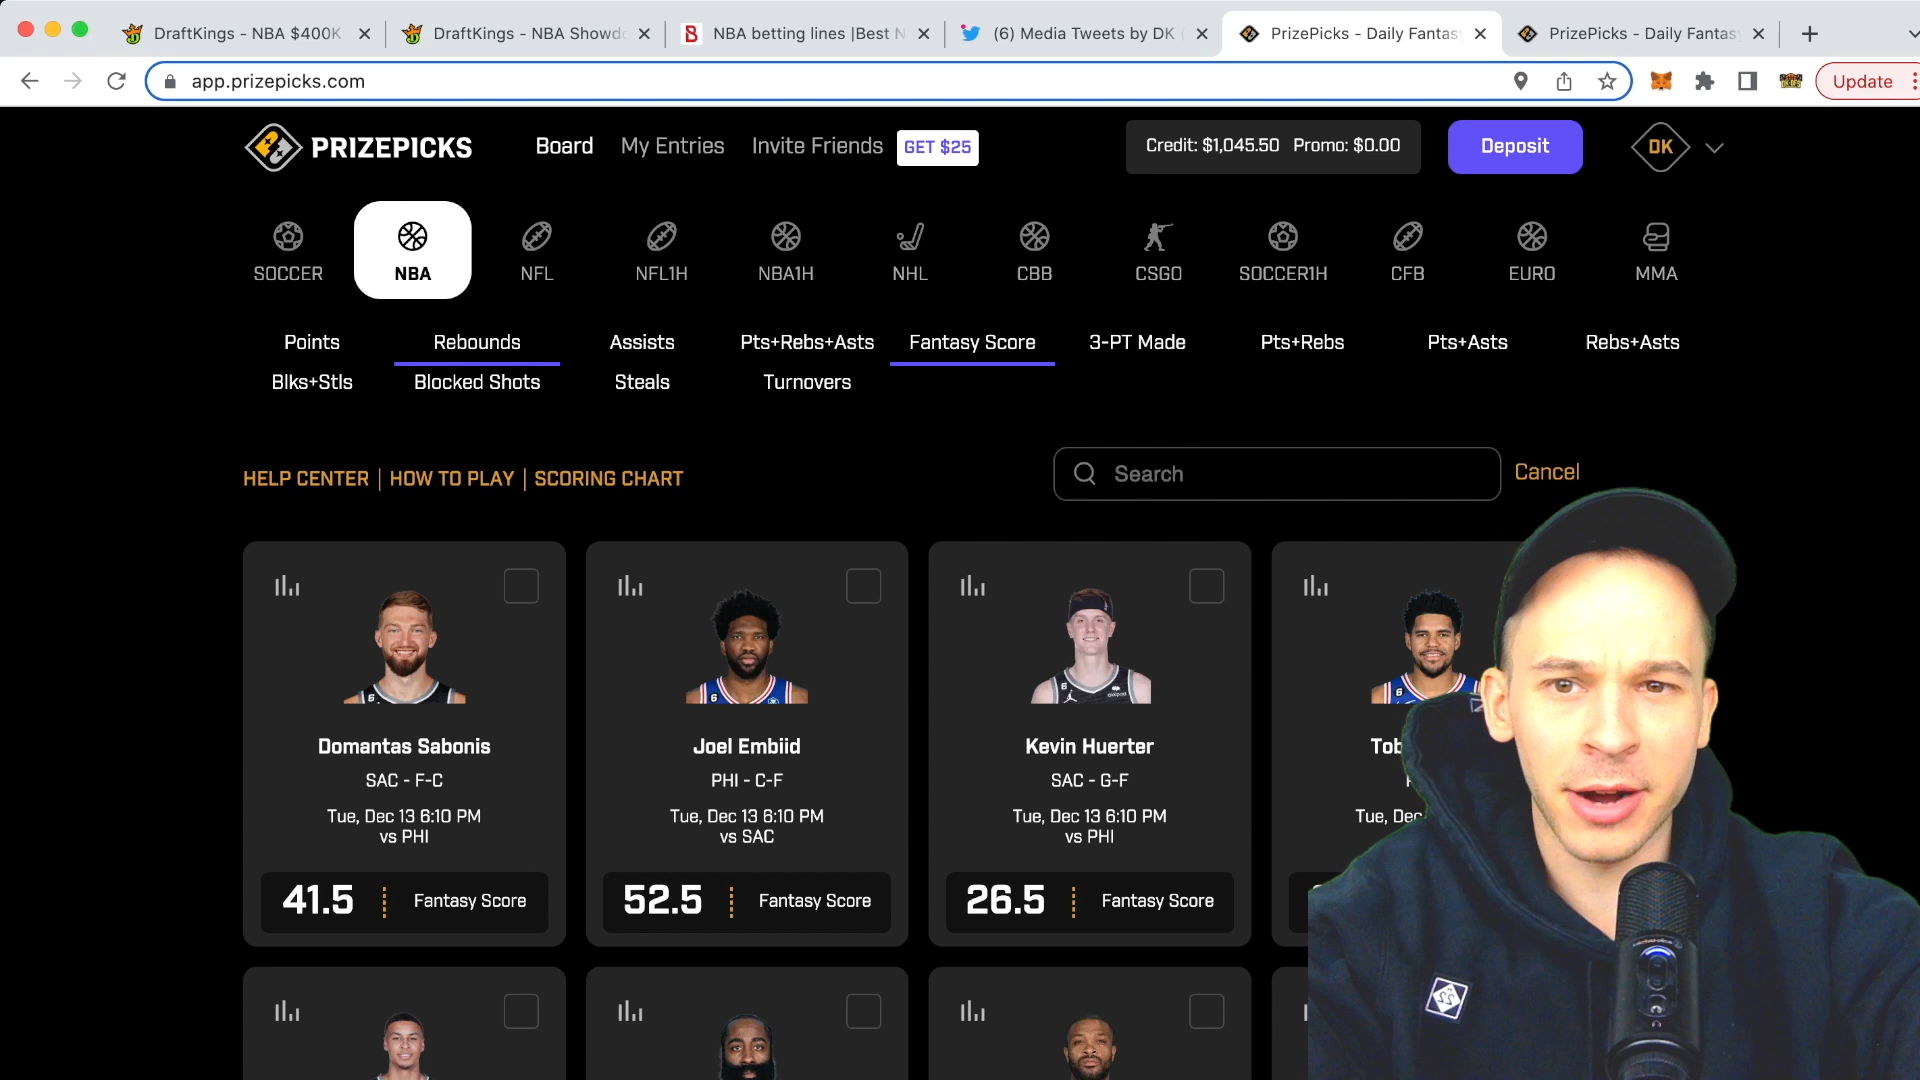 DraftKings - NBA $400K
DraftKings - NBA Showd
NBA betting lines |Best N
(6) Media Tweets by DK
PrizePicks - Daily Fantas
PrizePicks - Daily Fantas
app.prizepicks.com
Update
PRIZEPICKS
Board
My Entries
Invite Friends
GET $25
Credit: $1,045.50 Promo: $0.00
Deposit
DK
SOCCER
NBA
NFL
NFL1H
NBA1H
NHL
CBB
CSGO
SOCCER1H
CFB
EURO
MMA
Points
Rebounds
Assists
Pts+Rebs+Asts
Fantasy Score
3-PT Made
Pts+Rebs
Pts+Asts
Rebs+Asts
Blks+Stls
Blocked Shots
Steals
Turnovers
HELP CENTER | HOW TO PLAY | SCORING CHART
Search
Cancel
Domantas Sabonis
SAC - F-C
Tue, Dec 13 6:10 PM
vs PHI
41.5
Fantasy Score
Joel Embiid
PHI - C-F
Tue, Dec 13 6:10 PM
vs SAC
52.5
Fantasy Score
Kevin Huerter
SAC - G-F
Tue, Dec 13 6:10 PM
vs PHI
26.5
Fantasy Score
Tob
Tue, Dec